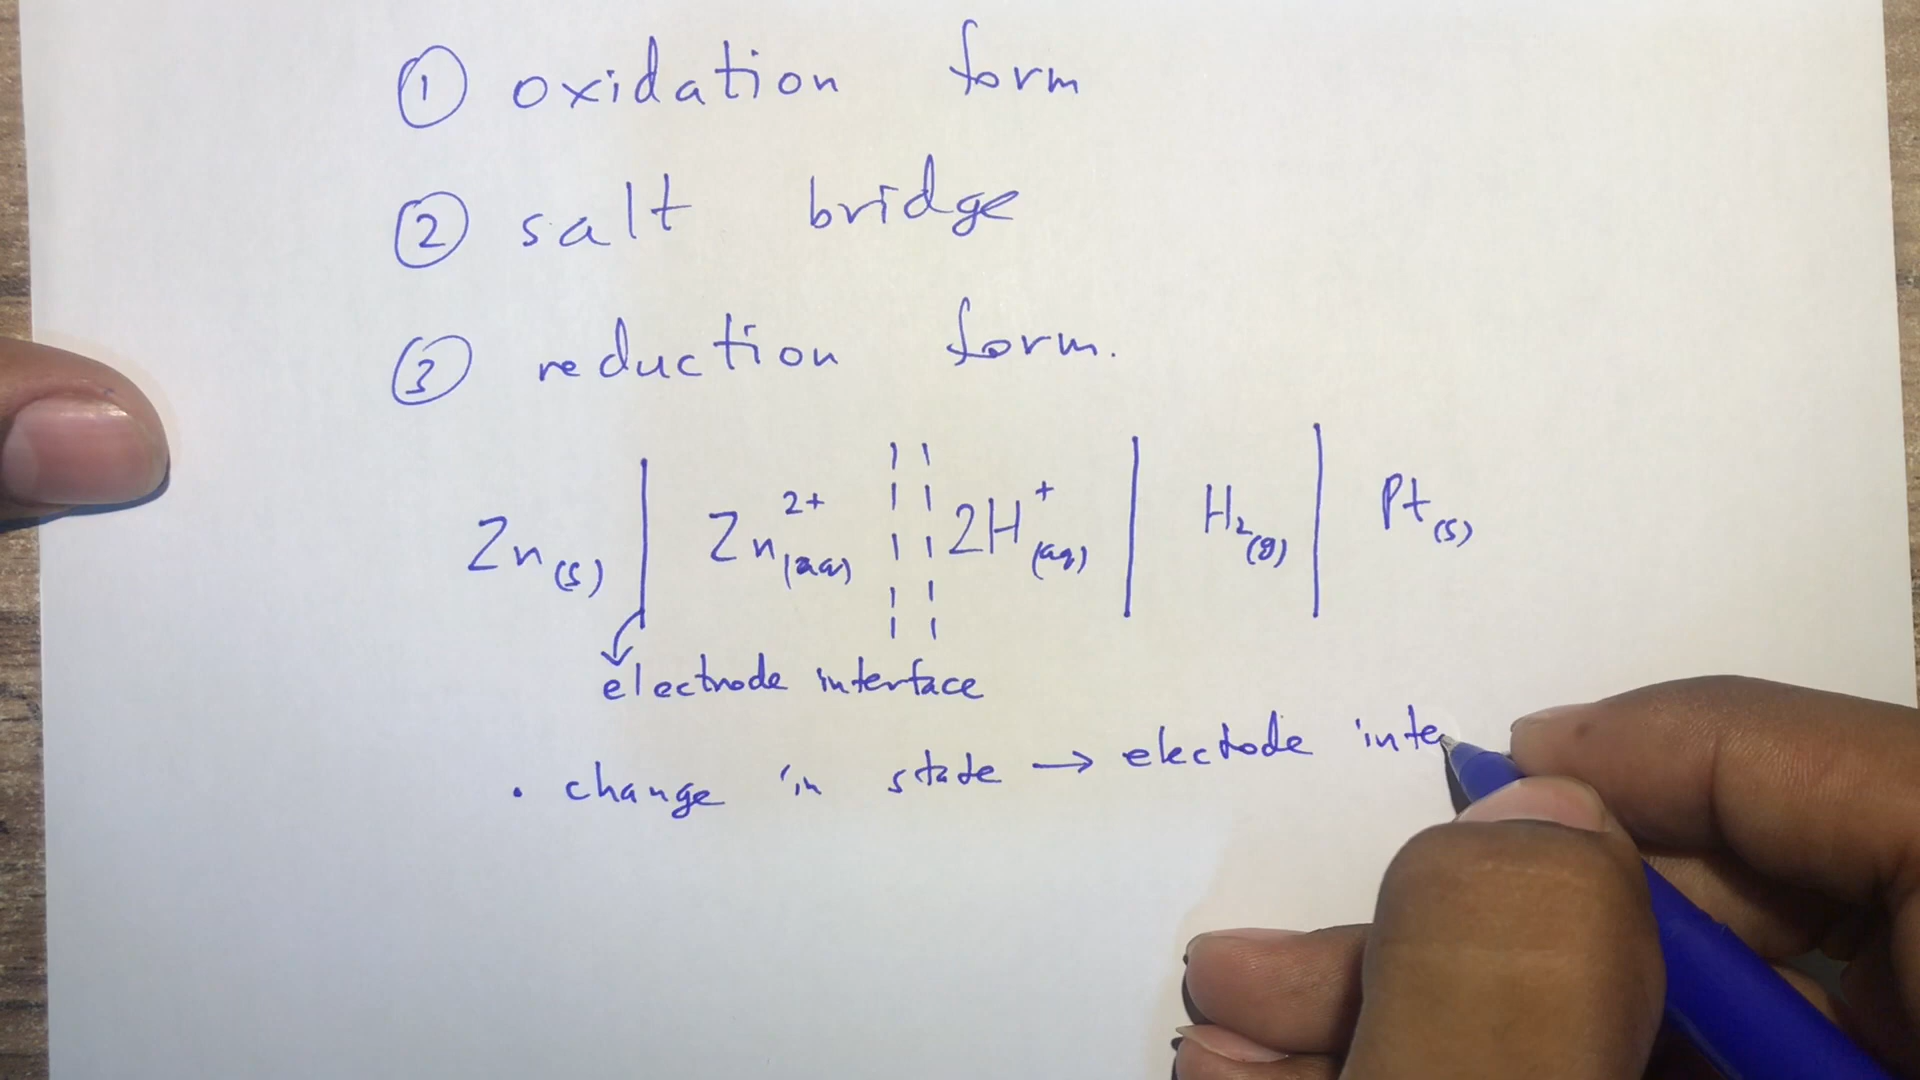 ① oxidation form
② salt bridge
③ reduction form.
Zn(s) | Zn²⁺(aq) ¦¦ 2H⁺(aq) | H₂(g) | Pt(s)
electrode interface
• change in state → electode inte